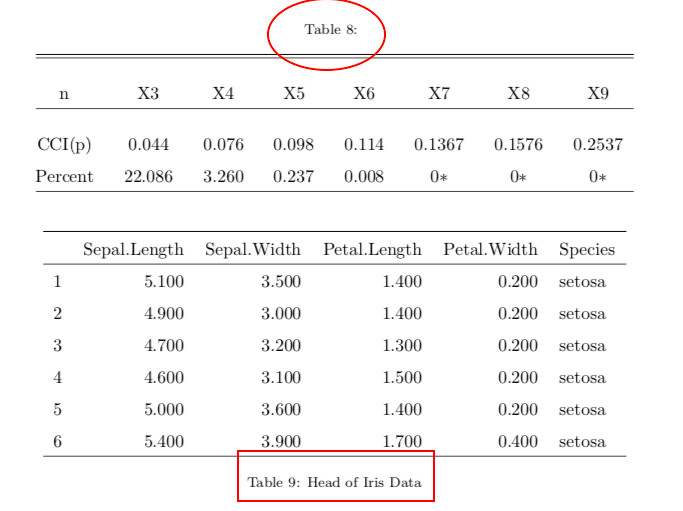 Table 8:
n X3 X4 X5 X6 X7 X8 X9
CCI(p) 0.044 0.076 0.098 0.114 0.1367 0.1576 0.2537
Percent 22.086 3.260 0.237 0.008 0* 0* 0*
Sepal.Length Sepal.Width Petal.Length Petal.Width Species
1 5.100 3.500 1.400 0.200 setosa
2 4.900 3.000 1.400 0.200 setosa
3 4.700 3.200 1.300 0.200 setosa
4 4.600 3.100 1.500 0.200 setosa
5 5.000 3.600 1.400 0.200 setosa
6 5.400 3.900 1.700 0.400 setosa
Table 9: Head of Iris Data